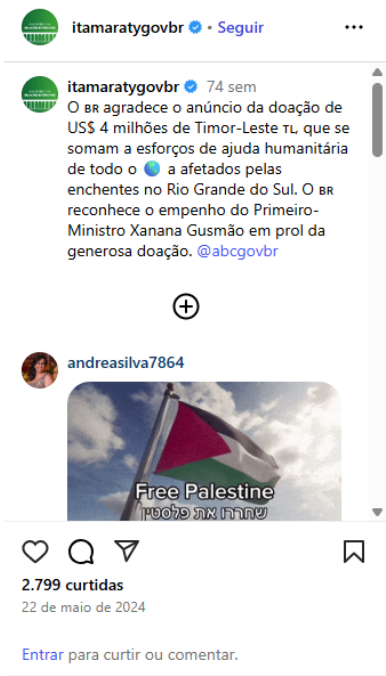 itamaratygovbr • Seguir
itamaratygovbr 74 sem
O BR agradece o anúncio da doação de
US$ 4 milhões de Timor-Leste TL, que se
somam a esforços de ajuda humanitária
de todo o 🌎 a afetados pelas
enchentes no Rio Grande do Sul. O BR
reconhece o empenho do Primeiro-
Ministro Xanana Gusmão em prol da
generosa doação. @abcgovbr
andreasilva7864
Free Palestine
שחררו את פלסטין
2.799 curtidas
22 de maio de 2024
Entrar para curtir ou comentar.